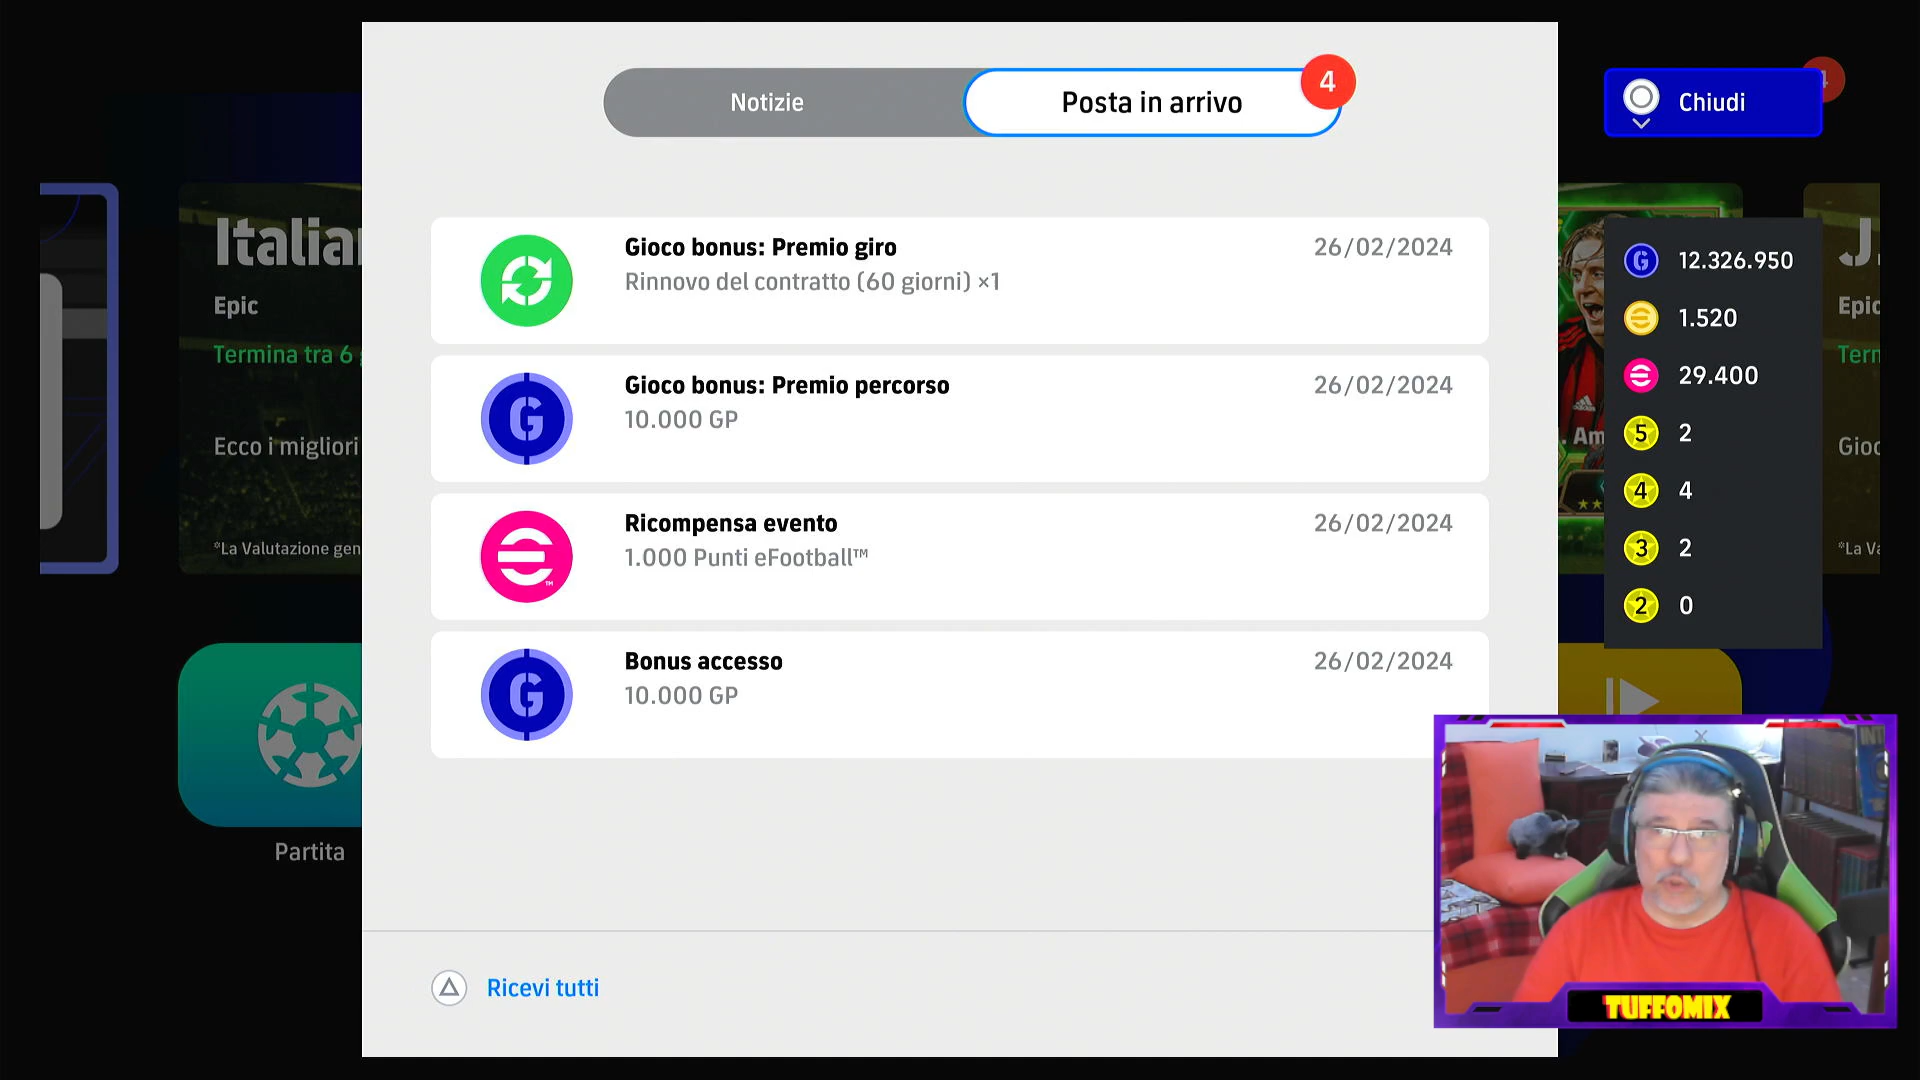 Notizie
Posta in arrivo
4
Chiudi
Gioco bonus: Premio giro
26/02/2024
Rinnovo del contratto (60 giorni) ×1
Gioco bonus: Premio percorso
26/02/2024
10.000 GP
Ricompensa evento
26/02/2024
1.000 Punti eFootball™
Bonus accesso
26/02/2024
10.000 GP
Ricevi tutti
G 12.326.950
1.520
29.400
5 2
4 4
3 2
2 0
Epic
Termina tra 6
Ecco i migliori
*La Valutazione gen
Partita
Epic
TUFFOMIX